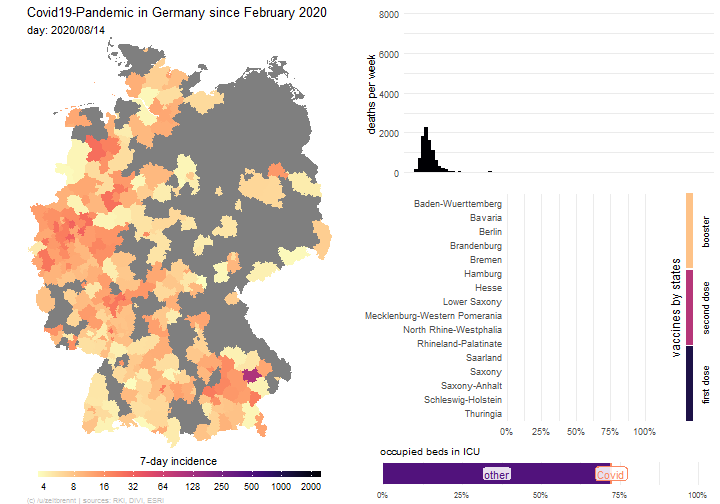 Covid19-Pandemic in Germany since February 2020
day: 2020/08/14
7-day incidence
4 8 16 32 64 125 250 500 1000 2000
(c) /u/zeitbrennt | sources: RKI, DIVI, ESRI
deaths per week
8000
6000
4000
2000
0
Baden-Wuerttemberg
Bavaria
Berlin
Brandenburg
Bremen
Hamburg
Hesse
Lower Saxony
Mecklenburg-Western Pomerania
North Rhine-Westphalia
Rhineland-Palatinate
Saarland
Saxony
Saxony-Anhalt
Schleswig-Holstein
Thuringia
0% 25% 50% 75% 100%
vaccines by states
booster
second dose
first dose
occupied beds in ICU
other
Covid
0% 25% 50% 75% 100%